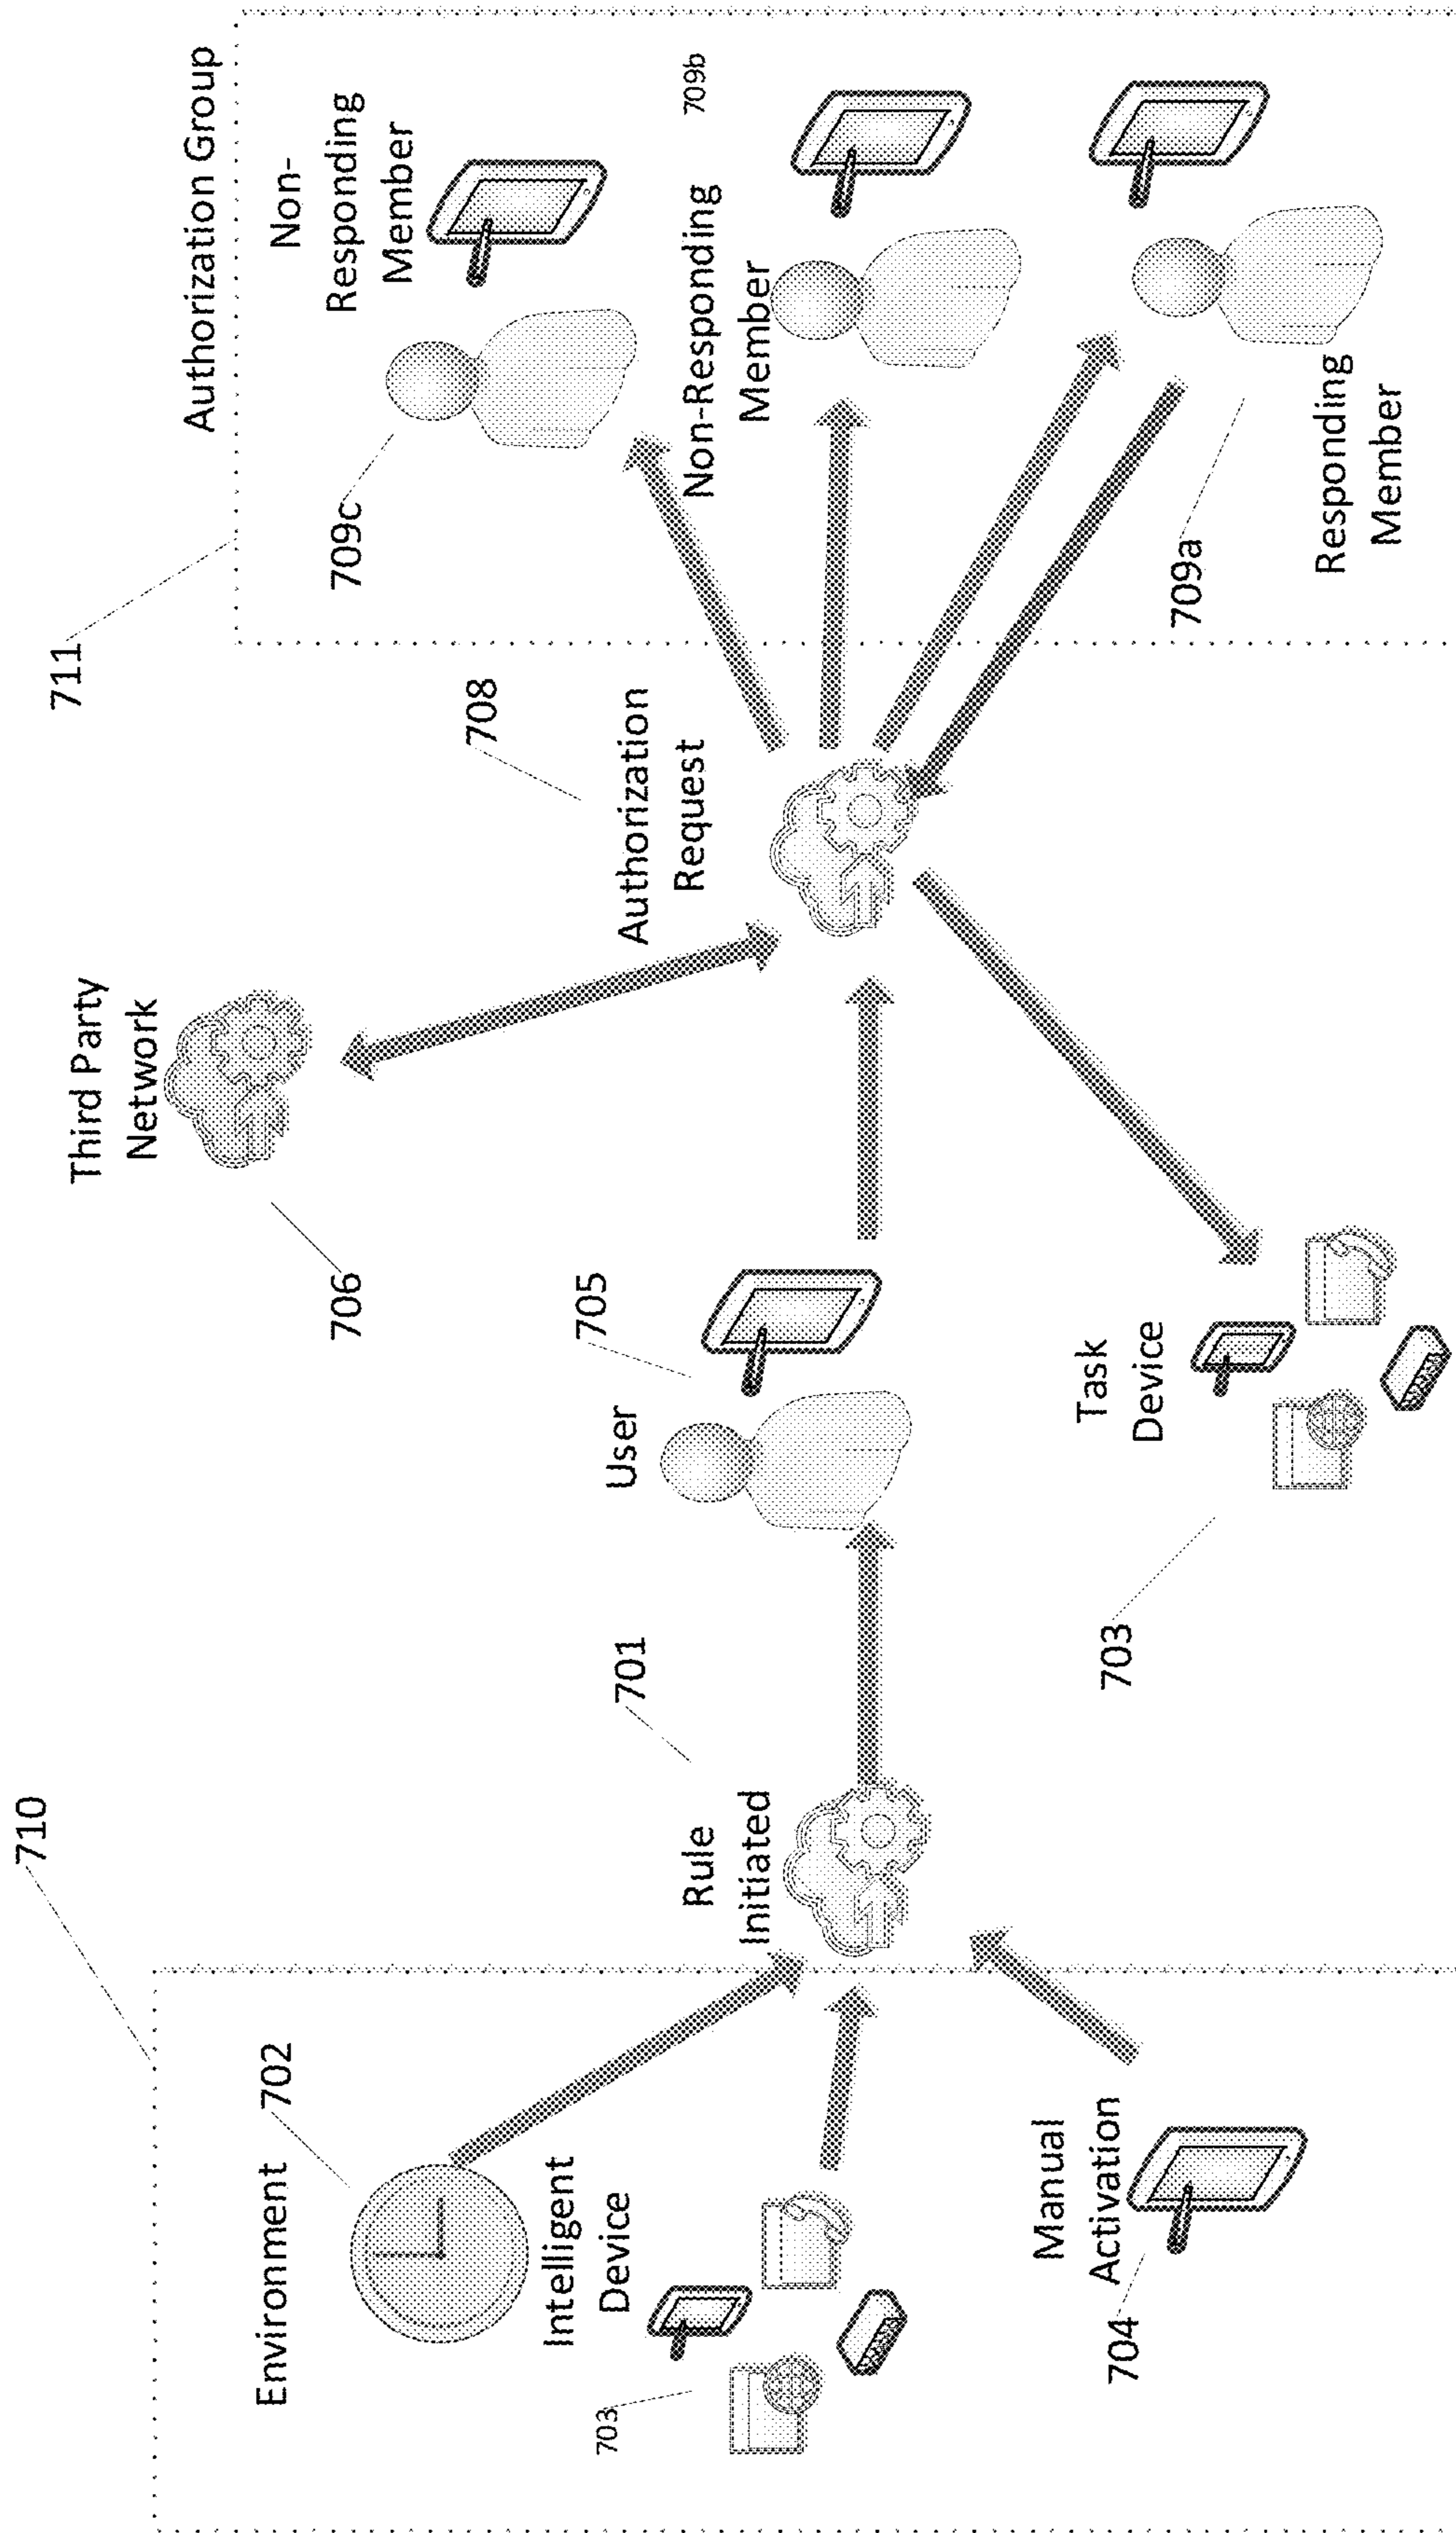 710
Environment
702
Intelligent
Device
703
Manual
Activation
704
Rule
Initiated
701
User
705
Third Party
Network
706
Task
Device
703
Authorization
Request
708
711
Authorization Group
Non-
Responding
Member
709c
Non-Responding
Member
709b
709a
Responding
Member